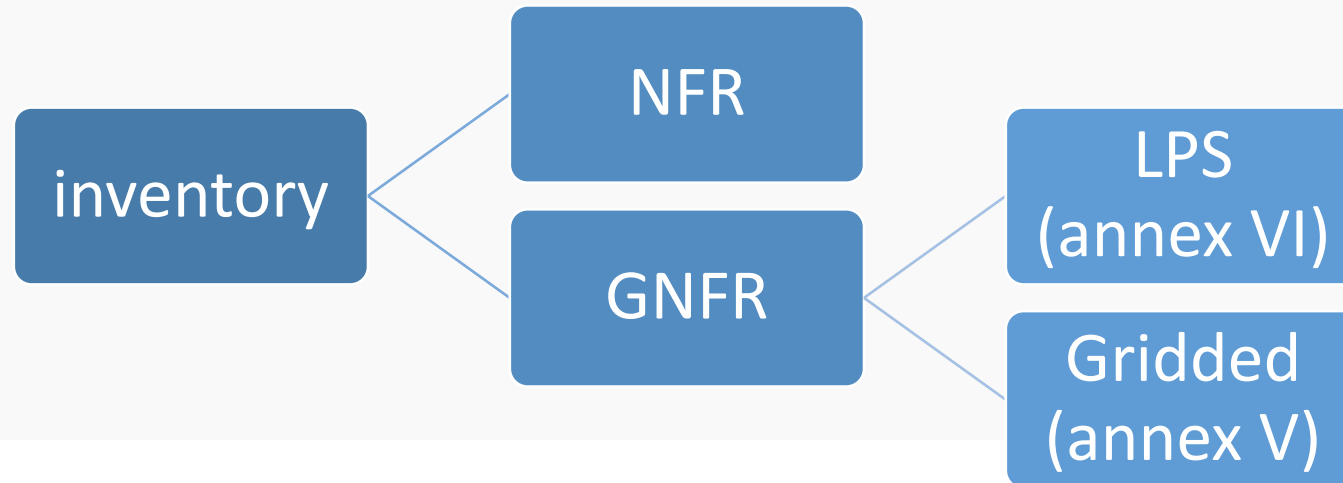 inventory
NFR
GNFR
LPS
(annex VI)
Gridded
(annex V)